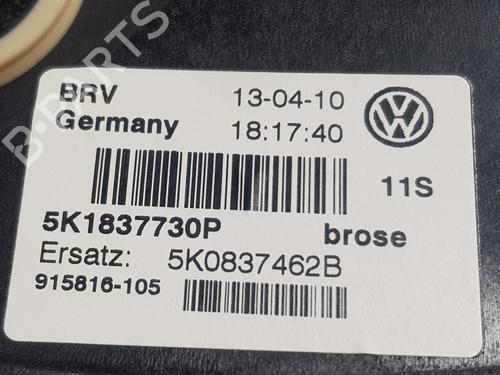 BRV 13-04-10
Germany 18:17:40
11S
5K1837730P brose
Ersatz: 5K0837462B
915816-105
B-PARTS